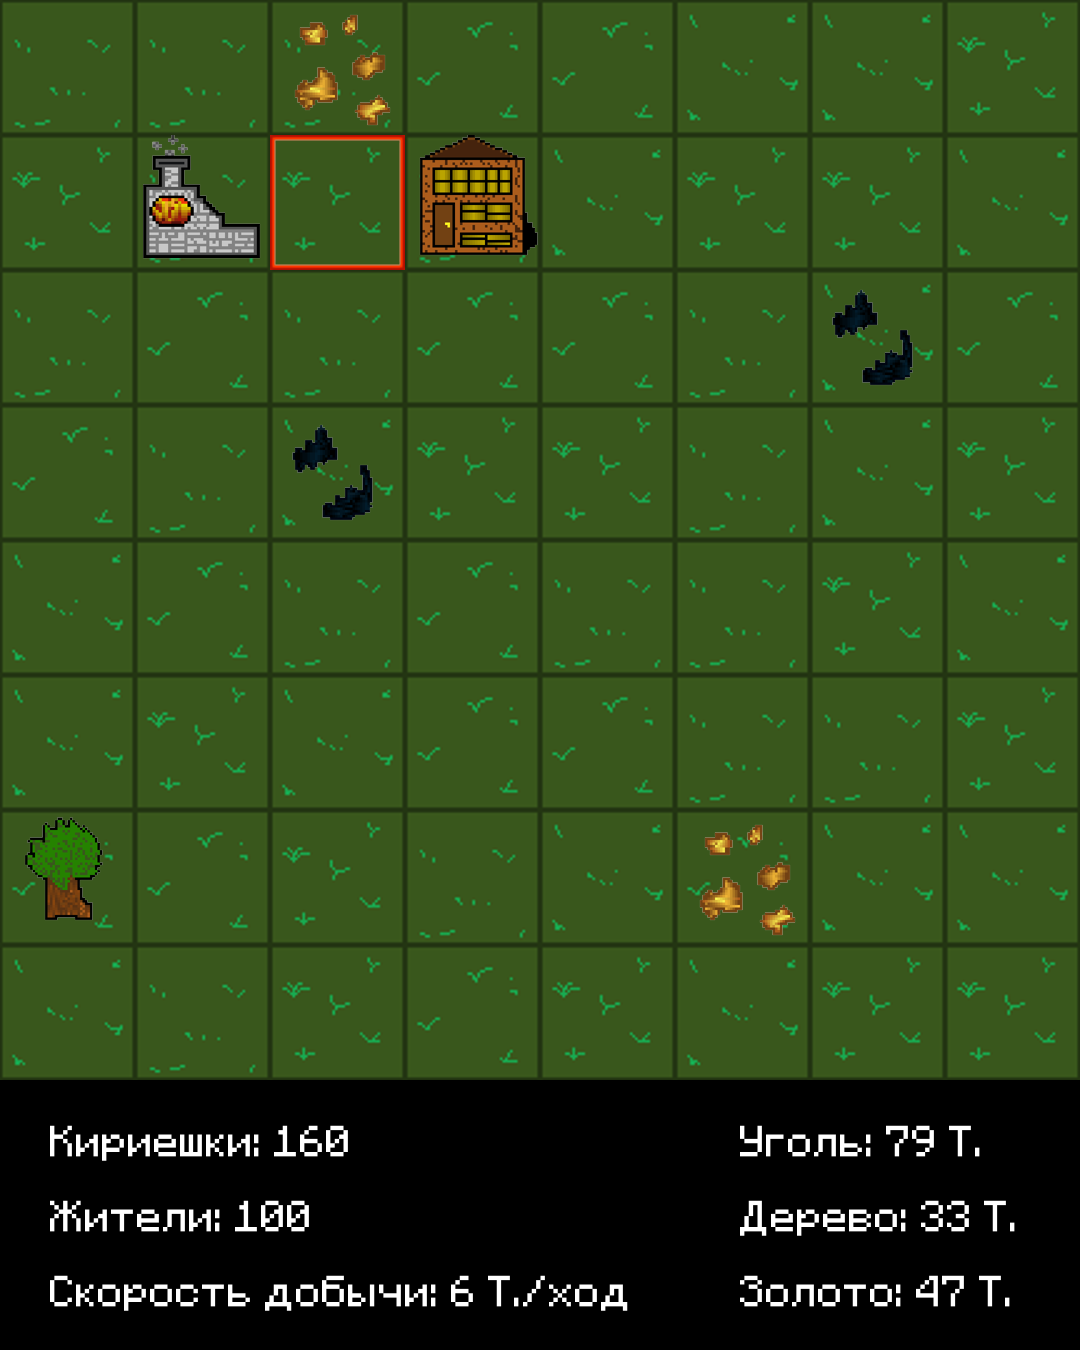 Кириешки: 160
Жители: 100
Скорость добычи: 6 Т./ход
Уголь: 79 Т.
Дерево: 33 Т.
Золото: 47 Т.